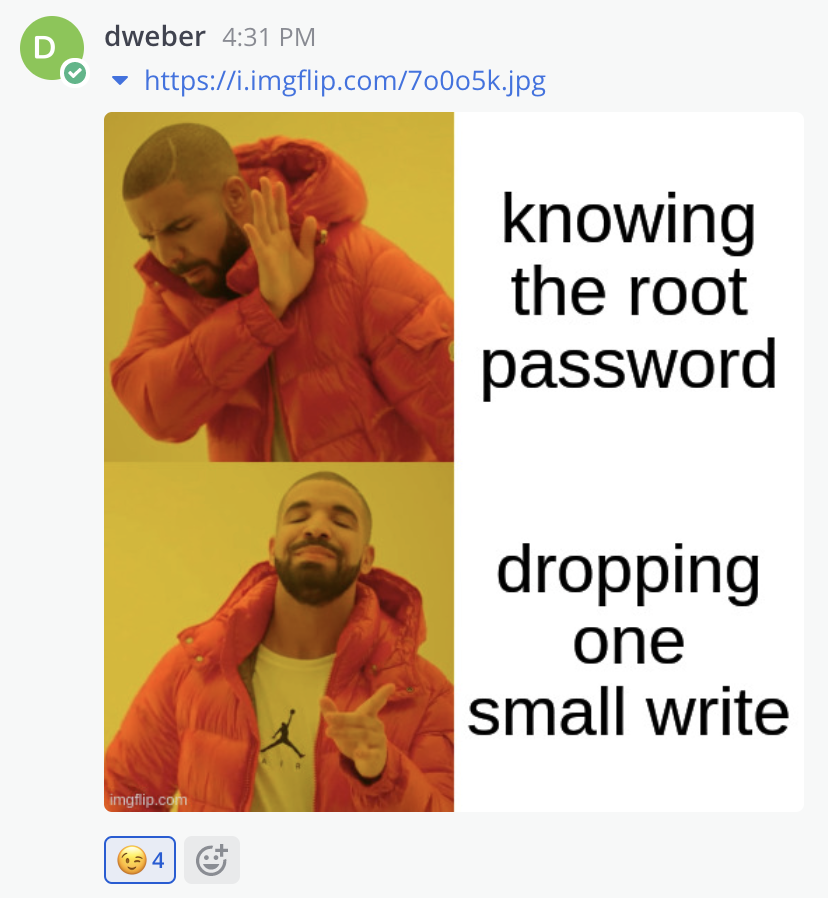 D
dweber 4:31 PM
https://i.imgflip.com/7o0o5k.jpg
knowing
the root
password
dropping
one
small write
A I R
imgflip.com
4